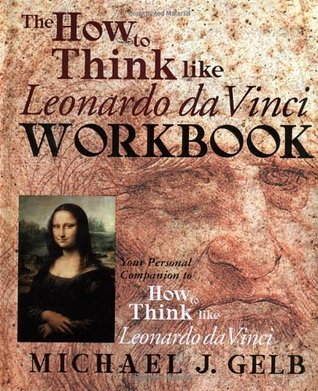 The How to
Think like
Leonardo da Vinci
WORKBOOK
Your Personal
Companion to
How to
Think like
Leonardo da Vinci
MICHAEL J. GELB